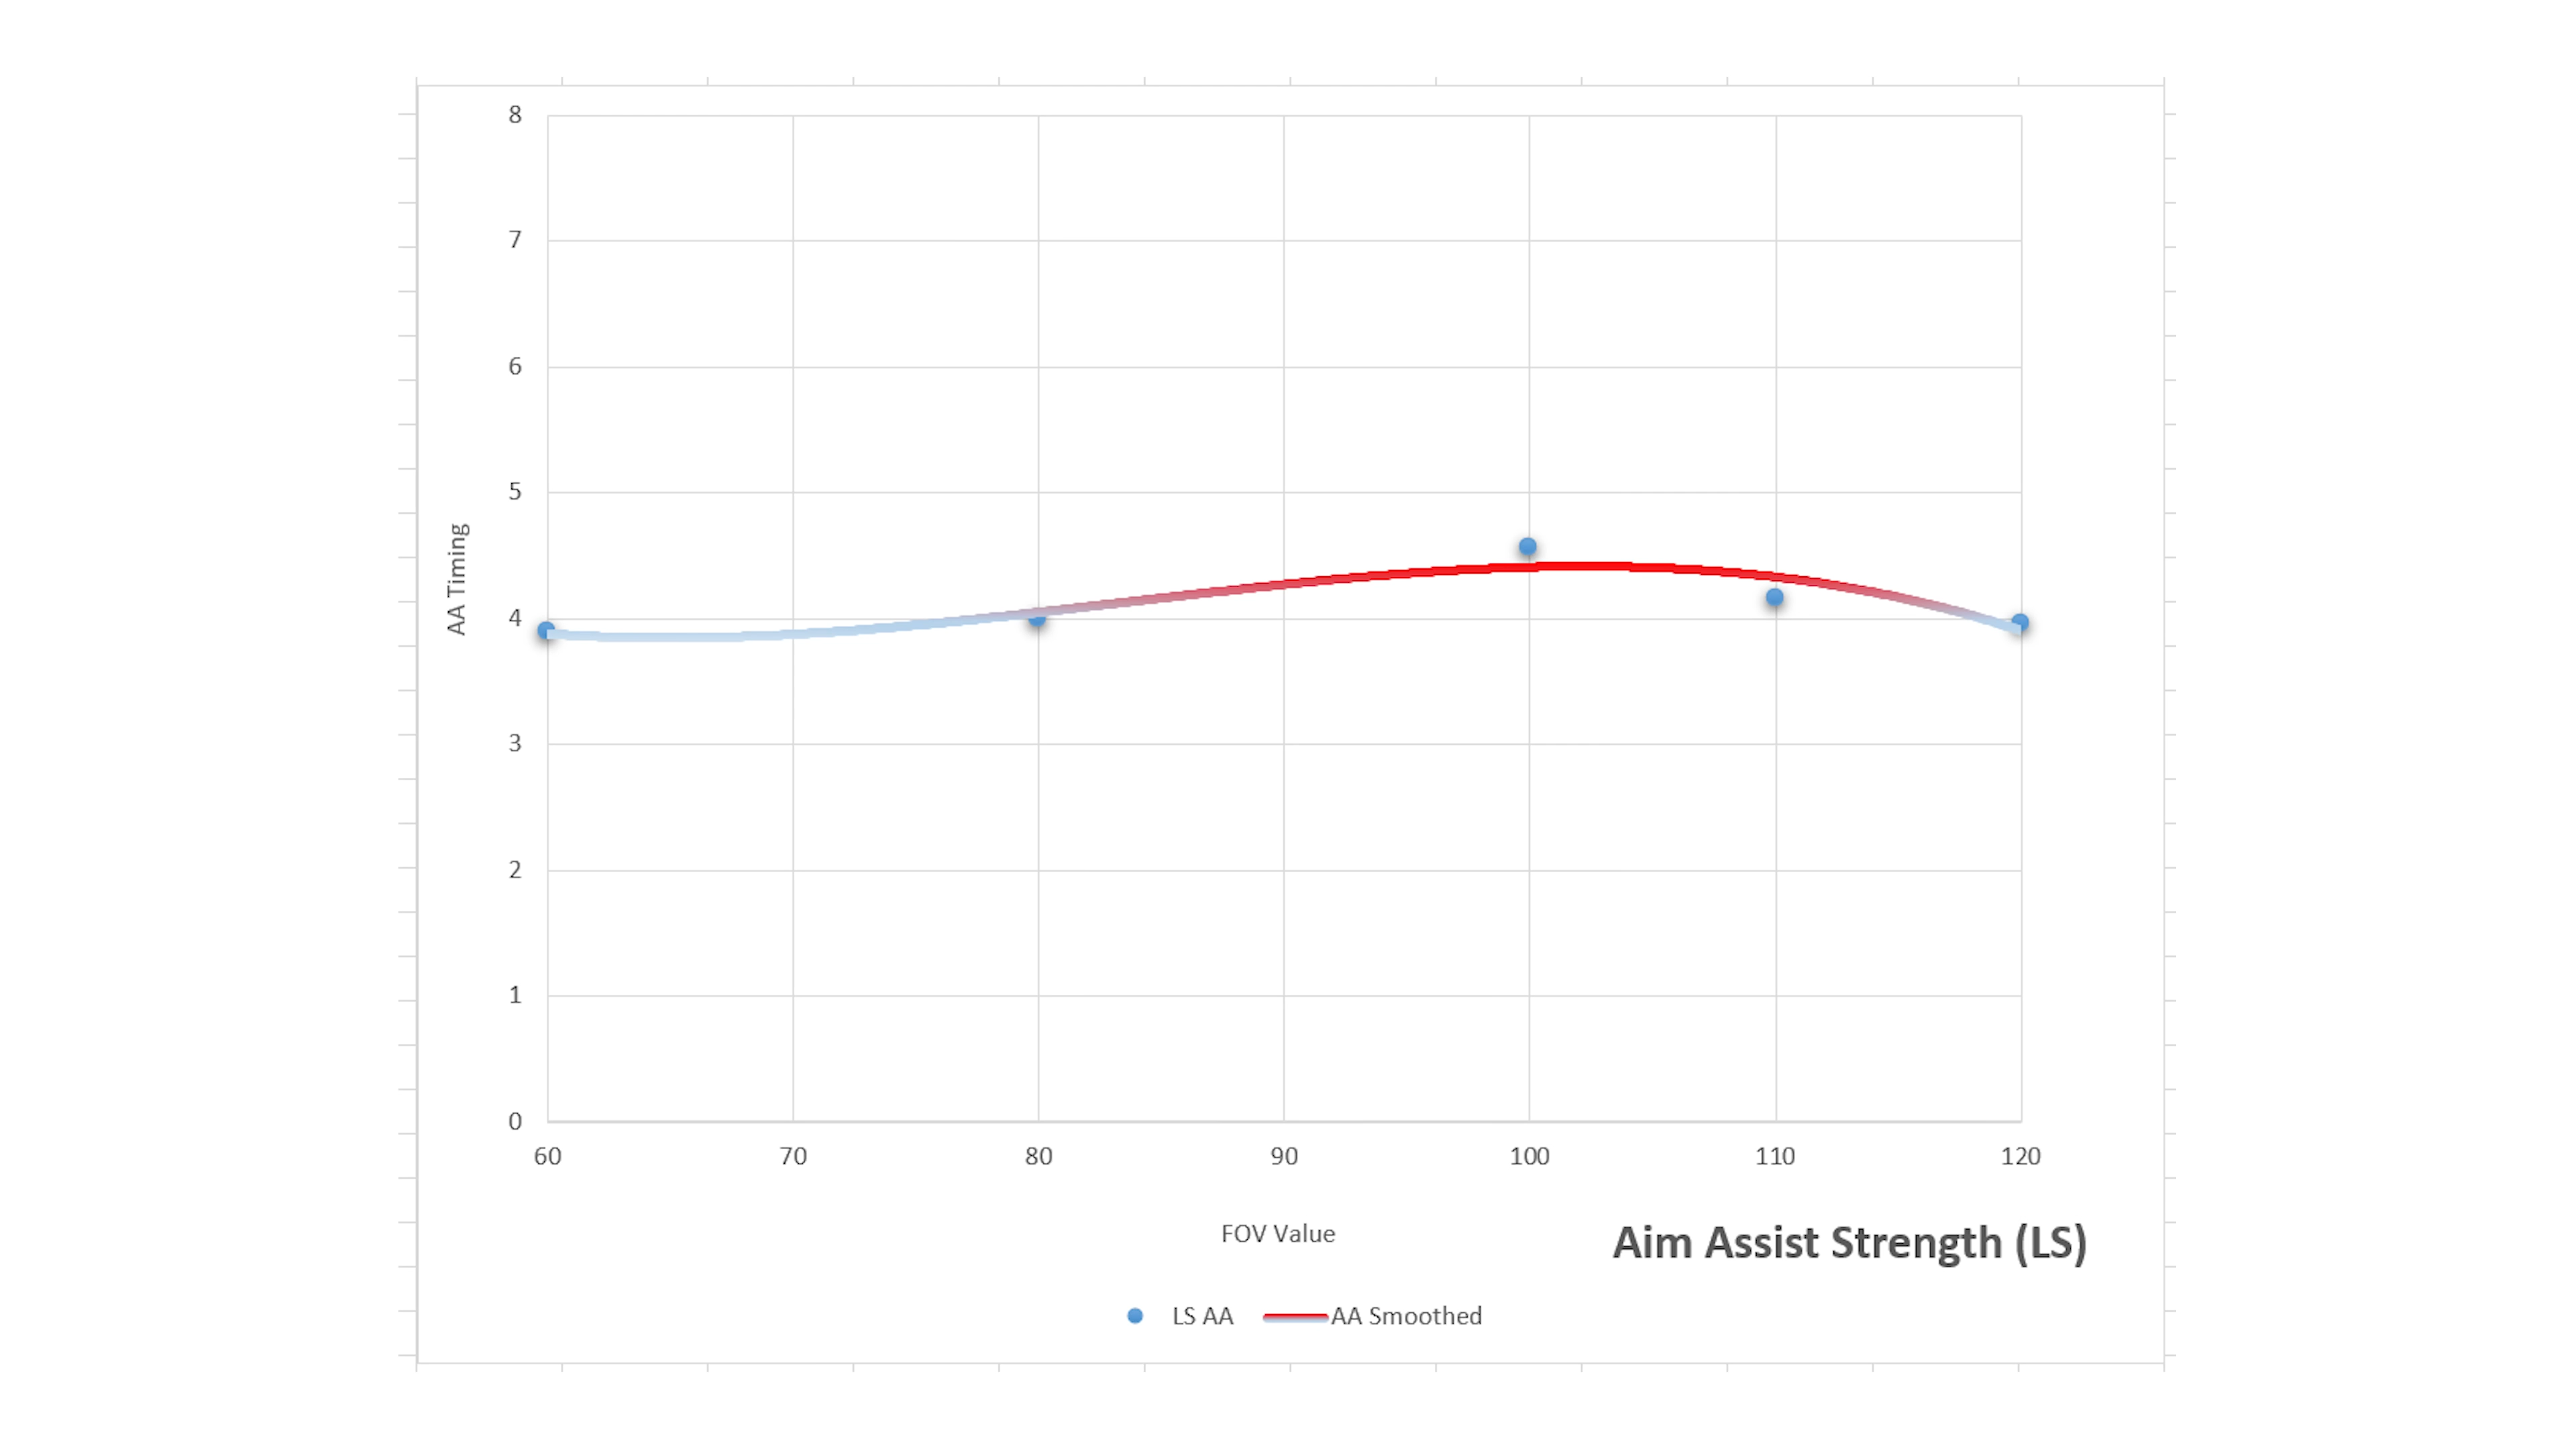 8
7
6
5
4
3
2
1
0
AA Timing
60 70 80 90 100 110 120
FOV Value
Aim Assist Strength (LS)
LS AA AA Smoothed